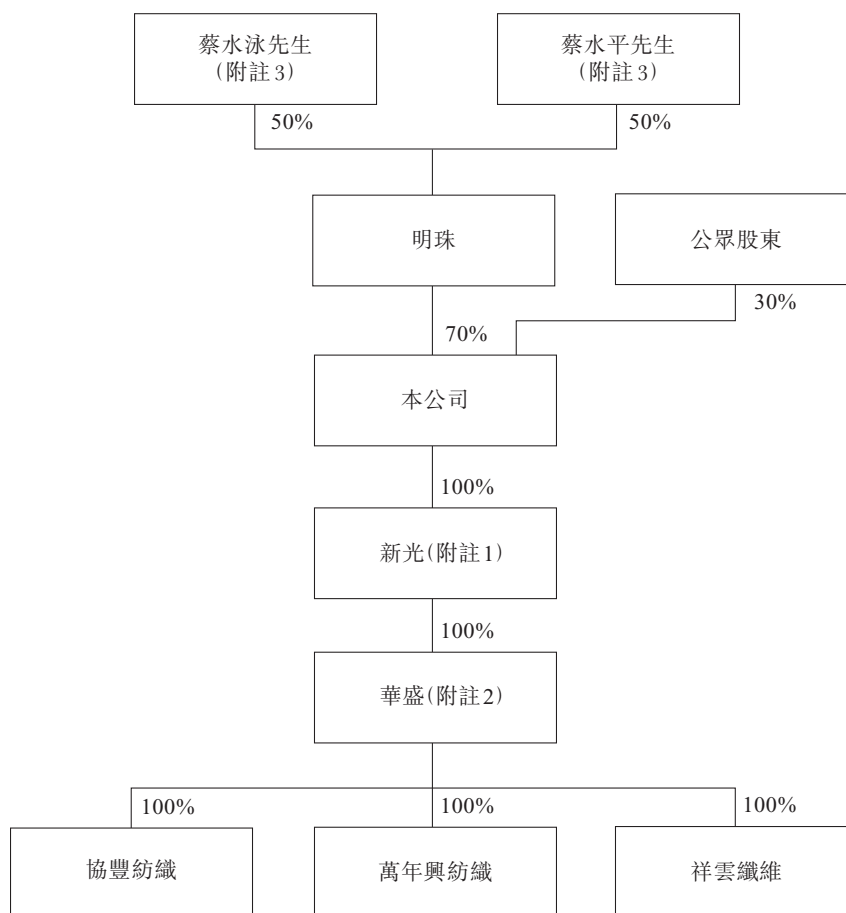 蔡水泳先生
(附註3)
蔡水平先生
(附註3)
50%
50%
明珠
公眾股東
70%
30%
本公司
100%
新光(附註1)
100%
華盛(附註2)
100%
100%
100%
協豐紡織
萬年興紡織
祥雲纖維